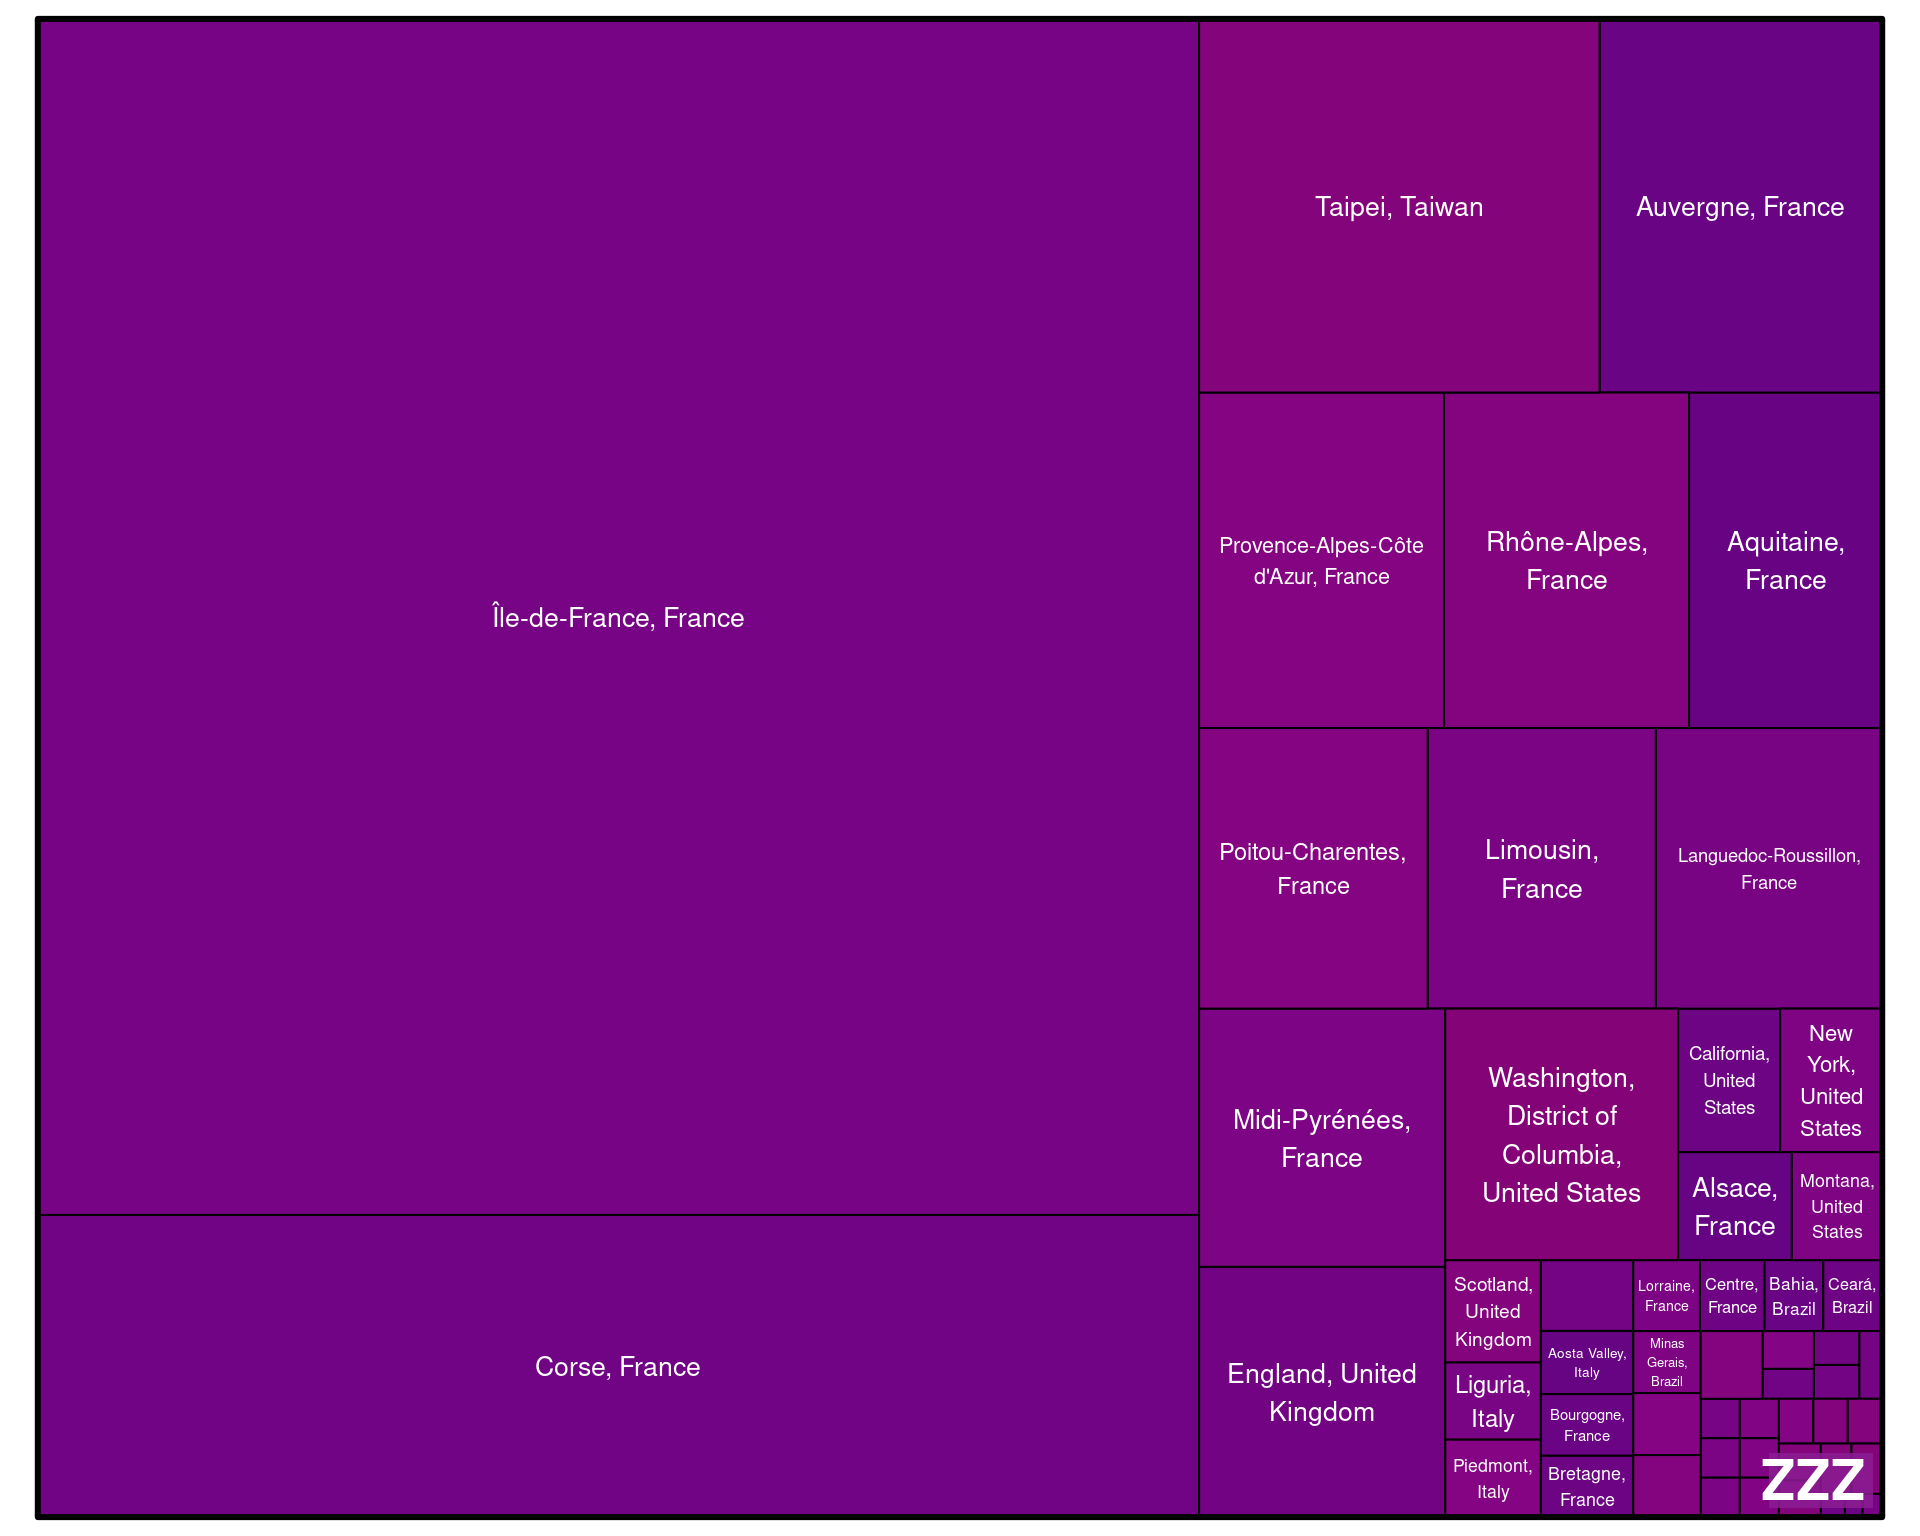 Île-de-France, France
Corse, France
Taipei, Taiwan
Auvergne, France
Provence-Alpes-Côte
d'Azur, France
Rhône-Alpes,
France
Aquitaine,
France
Poitou-Charentes,
France
Limousin,
France
Languedoc-Roussillon,
France
Midi-Pyrénées,
France
England, United
Kingdom
Washington,
District of
Columbia,
United States
California,
United
States
New
York,
United
States
Alsace,
France
Montana,
United
States
Scotland,
United
Kingdom
Liguria,
Italy
Piedmont,
Italy
Aosta Valley,
Italy
Bourgogne,
France
Bretagne,
France
Lorraine,
France
Minas
Gerais,
Brazil
Centre,
France
Bahia,
Brazil
Ceará,
Brazil
ZZZ